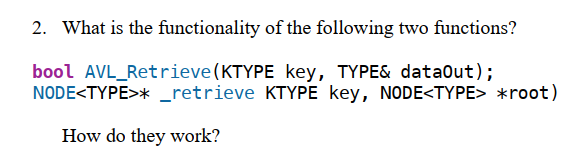 2. What is the functionality of the following two functions?
bool AVL_Retrieve(KTYPE key, TYPE& dataOut);
NODE<TYPE>* _retrieve KTYPE key, NODE<TYPE> *root)
How do they work?